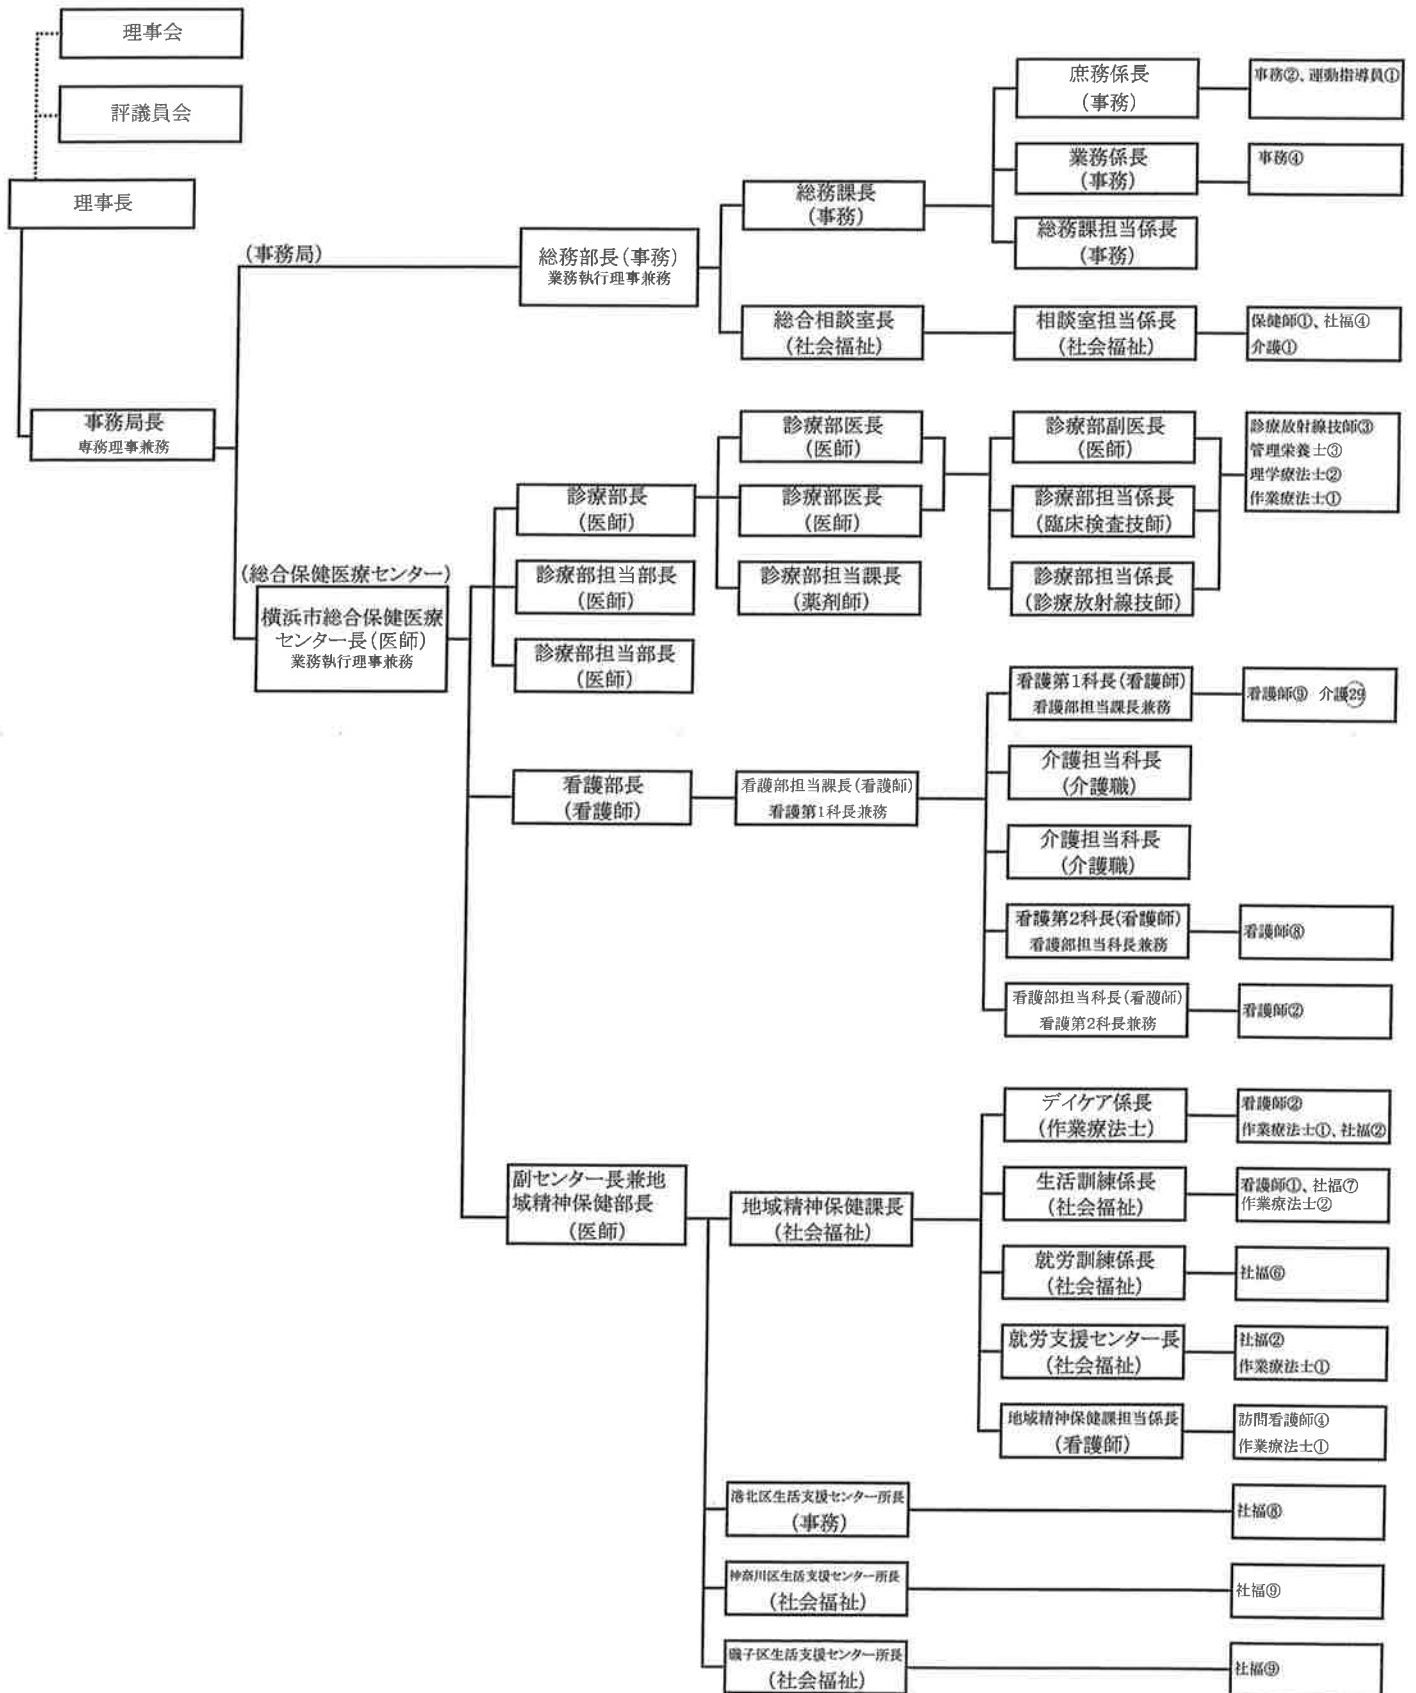 理事会
評議員会
理事長
事務局長
専務理事兼務
(事務局)
総務部長(事務)
業務執行理事兼務
総務課長
(事務)
庶務係長
(事務)
事務②、運動指導員①
業務係長
(事務)
事務④
総務課担当係長
(事務)
総合相談室長
(社会福祉)
相談室担当係長
(社会福祉)
保健師①、社福④
介護①
(総合保健医療センター)
横浜市総合保健医療
センター長(医師)
業務執行理事兼務
診療部長
(医師)
診療部担当部長
(医師)
診療部担当部長
(医師)
診療部医長
(医師)
診療部医長
(医師)
診療部担当課長
(薬剤師)
診療部副医長
(医師)
診療部担当係長
(臨床検査技師)
診療部担当係長
(診療放射線技師)
診療放射線技師③
管理栄養士③
理学療法士②
作業療法士①
看護部長
(看護師)
看護部担当課長(看護師)
看護第1科長兼務
看護第1科長(看護師)
看護部担当課長兼務
看護師⑨ 介護㉙
介護担当科長
(介護職)
介護担当科長
(介護職)
看護第2科長(看護師)
看護部担当科長兼務
看護師⑧
看護部担当科長(看護師)
看護第2科長兼務
看護師②
副センター長兼地
域精神保健部長
(医師)
地域精神保健課長
(社会福祉)
デイケア係長
(作業療法士)
看護師②
作業療法士①、社福②
生活訓練係長
(社会福祉)
看護師①、社福⑦
作業療法士②
就労訓練係長
(社会福祉)
社福⑥
就労支援センター長
(社会福祉)
社福②
作業療法士①
地域精神保健課担当係長
(看護師)
訪問看護師④
作業療法士①
港北区生活支援センター所長
(事務)
社福⑧
神奈川区生活支援センター所長
(社会福祉)
社福⑨
磯子区生活支援センター所長
(社会福祉)
社福⑨